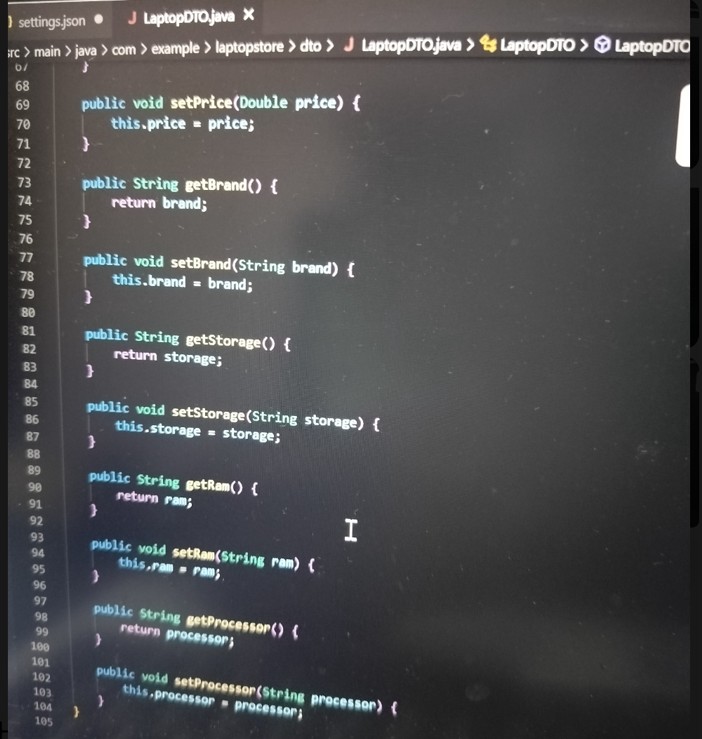 settings.json ● J LaptopDTO.java ×
src > main > java > com > example > laptopstore > dto > J LaptopDTO.java > LaptopDTO > LaptopDTO
67 }
68
69 public void setPrice(Double price) {
70 this.price = price;
71 }
72
73 public String getBrand() {
74 return brand;
75 }
76
77 public void setBrand(String brand) {
78 this.brand = brand;
79 }
80
81 public String getStorage() {
82 return storage;
83 }
84
85 public void setStorage(String storage) {
86 this.storage = storage;
87 }
88
89 public String getRam() {
90 return ram;
91 }
92
93 public void setRam(String ram) {
94 this.ram = ram;
95 }
96
97 public String getProcessor() {
98 return processor;
99 }
100
101 public void setProcessor(String processor) {
102 this.processor = processor;
103 }
104 }
105